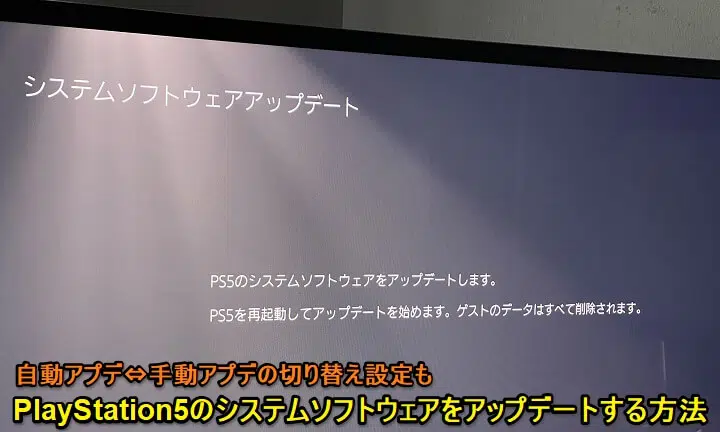 システムソフトウェアアップデート
PS5のシステムソフトウェアをアップデートします。
PS5を再起動してアップデートを始めます。ゲストのデータはすべて削除されます。
自動アプデ⇔手動アプデの切り替え設定も
PlayStation5のシステムソフトウェアをアップデートする方法